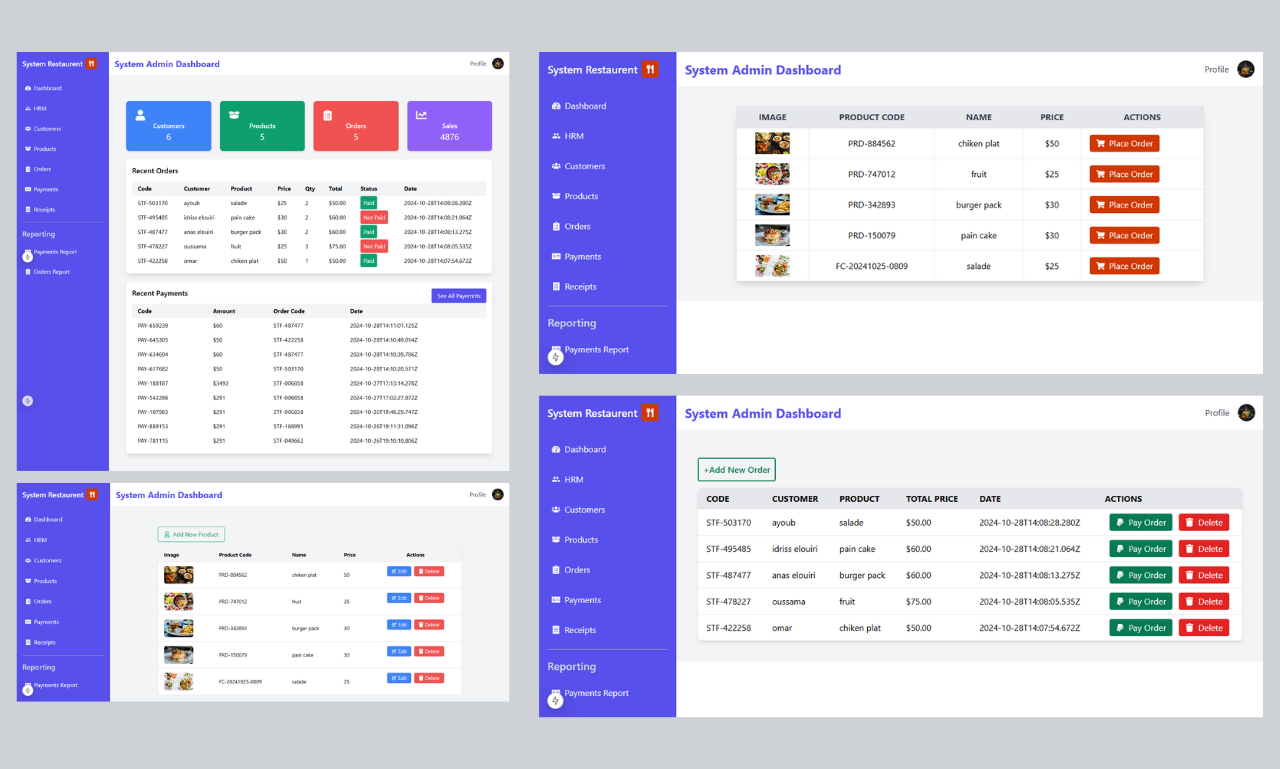 System Restaurent
System Admin Dashboard
Profile
Dashboard
HRM
Customers
Products
Orders
Payments
Receipts
Reporting
Payments Report
Orders Report
Customers
6
Products
5
Orders
5
Sales
4876
Recent Orders
Code Customer Product Price Qty Total Status Date
STF-503170 ayoub salade $25 2 $50.00 Paid 2024-10-28T14:08:28.280Z
STF-495485 idriss elouiri pain cake $30 2 $60.00 Not Paid 2024-10-28T14:08:21.064Z
STF-487477 anas elouiri burger pack $30 2 $60.00 Paid 2024-10-28T14:08:13.275Z
STF-478227 oussama fruit $25 3 $75.00 Not Paid 2024-10-28T14:08:05.535Z
STF-422258 omar chiken plat $50 1 $50.00 Paid 2024-10-28T14:07:54.672Z
Recent Payments
See All Payemnts
Code Amount Order Code Date
PAY-659239 $60 STF-487477 2024-10-28T14:11:01.125Z
PAY-645305 $50 STF-422258 2024-10-28T14:10:49.014Z
PAY-634694 $60 STF-487477 2024-10-28T14:10:39.796Z
PAY-617682 $50 STF-503170 2024-10-28T14:10:20.571Z
PAY-188187 $3492 STF-006858 2024-10-27T17:13:14.278Z
PAY-542286 $291 STF-006858 2024-10-27T17:02:27.872Z
PAY-107983 $291 STF-006858 2024-10-26T19:48:29.747Z
PAY-889153 $291 STF-168995 2024-10-26T19:11:31.096Z
PAY-781115 $291 STF-049662 2024-10-26T19:10:10.806Z
System Restaurent
System Admin Dashboard
Profile
Dashboard
HRM
Customers
Products
Orders
Payments
Receipts
Reporting
Payments Report
IMAGE PRODUCT CODE NAME PRICE ACTIONS
PRD-884562 chiken plat $50 Place Order
PRD-747012 fruit $25 Place Order
PRD-342893 burger pack $30 Place Order
PRD-150079 pain cake $30 Place Order
FC-20241025-0809 salade $25 Place Order
System Restaurent
System Admin Dashboard
Profile
Dashboard
HRM
Customers
Products
Orders
Payments
Receipts
Reporting
Payments Report
Add New Product
Image Product Code Name Price Actions
PRD-884562 chiken plat 50 Edit Delete
PRD-747012 fruit 25 Edit Delete
PRD-342893 burger pack 30 Edit Delete
PRD-150079 pain cake 30 Edit Delete
FC-20241025-0809 salade 25 Edit Delete
System Restaurent
System Admin Dashboard
Profile
Dashboard
HRM
Customers
Products
Orders
Payments
Receipts
Reporting
Payments Report
+Add New Order
CODE CUSTOMER PRODUCT TOTAL PRICE DATE ACTIONS
STF-503170 ayoub salade $50.00 2024-10-28T14:08:28.280Z Pay Order Delete
STF-495485 idriss elouiri pain cake $60.00 2024-10-28T14:08:21.064Z Pay Order Delete
STF-487477 anas elouiri burger pack $60.00 2024-10-28T14:08:13.275Z Pay Order Delete
STF-478227 oussama fruit $75.00 2024-10-28T14:08:05.535Z Pay Order Delete
STF-422258 omar chiken plat $50.00 2024-10-28T14:07:54.672Z Pay Order Delete